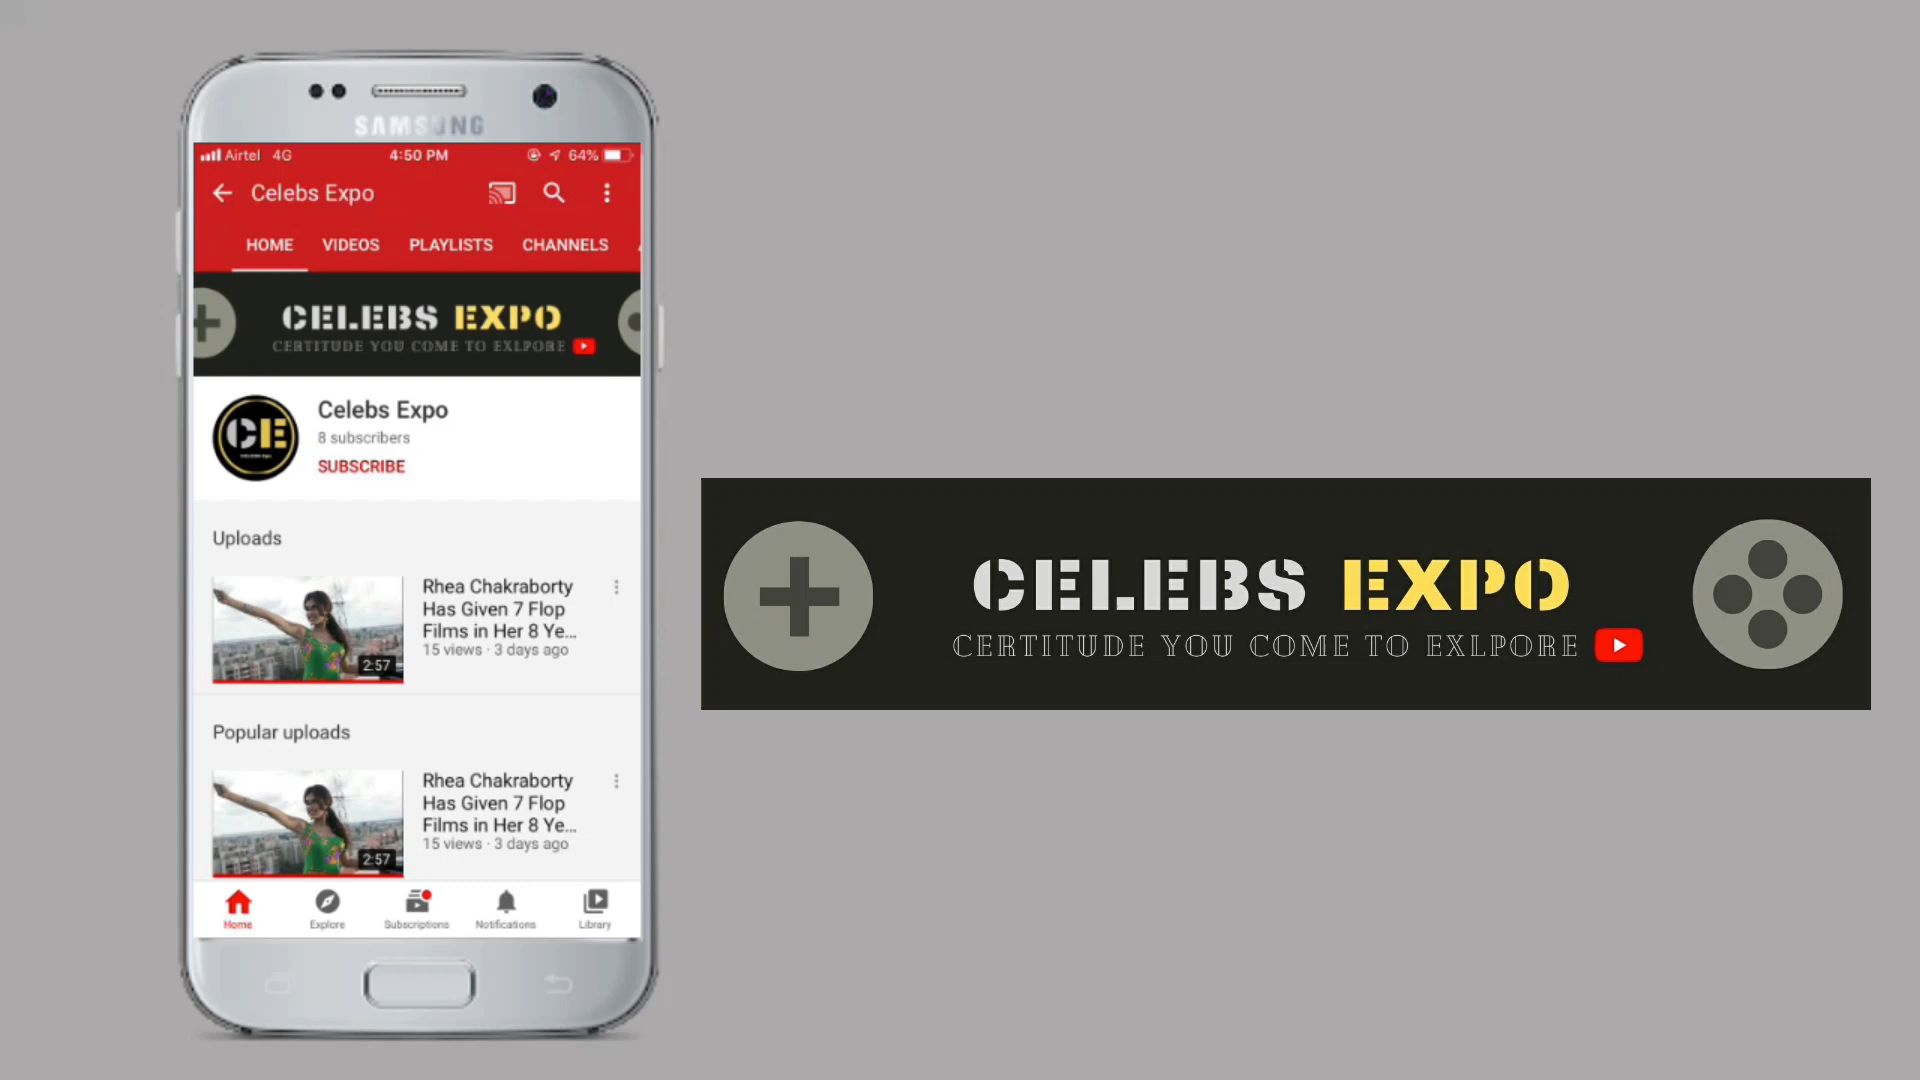 SAMSUNG
Airtel 4G 4:50 PM 64%
Celebs Expo
HOME VIDEOS PLAYLISTS CHANNELS
CELEBS EXPO
CERTITUDE YOU COME TO EXLPORE
CE
Celebs Expo
8 subscribers
SUBSCRIBE
Uploads
Rhea Chakraborty
Has Given 7 Flop
Films in Her 8 Ye...
15 views · 3 days ago
2:57
Popular uploads
Rhea Chakraborty
Has Given 7 Flop
Films in Her 8 Ye...
15 views · 3 days ago
2:57
Home Explore Subscriptions Notifications Library
CELEBS EXPO
CERTITUDE YOU COME TO EXLPORE